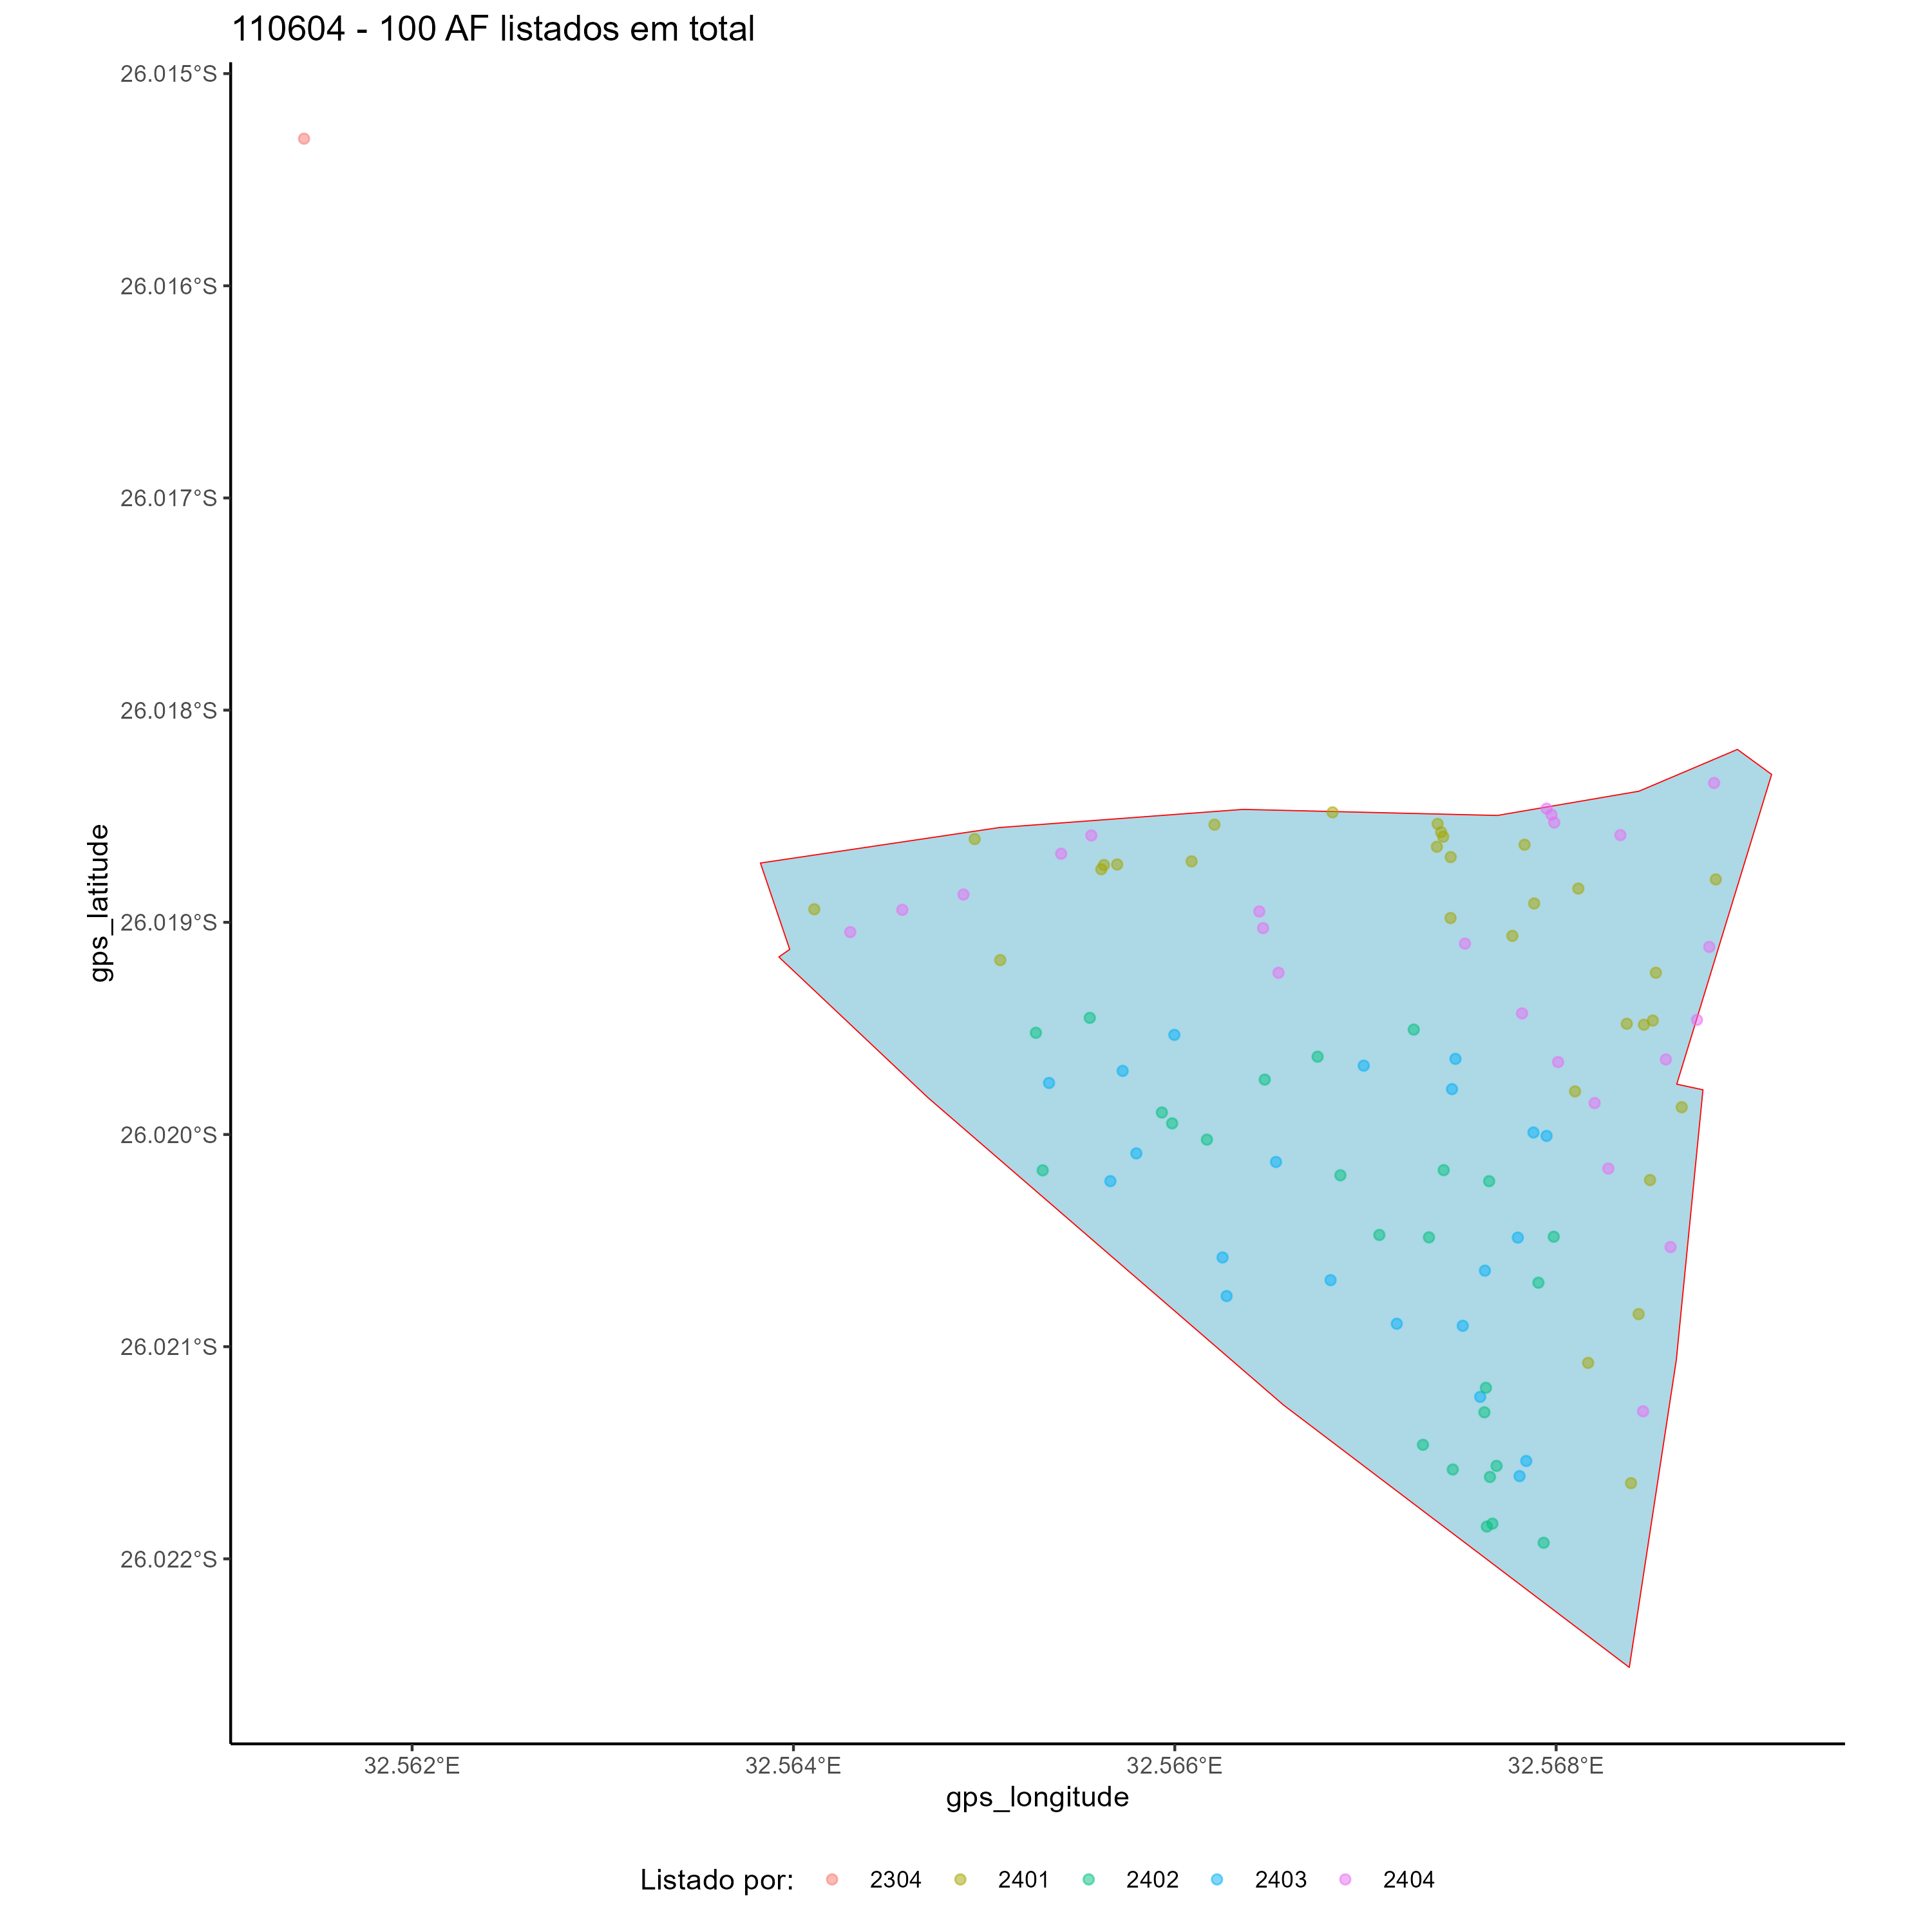 110604 - 100 AF listados em total
26.015°S
26.016°S
26.017°S
26.018°S
26.019°S
26.020°S
26.021°S
26.022°S
gps_latitude
32.562°E 32.564°E 32.566°E 32.568°E
gps_longitude
Listado por: 2304 2401 2402 2403 2404